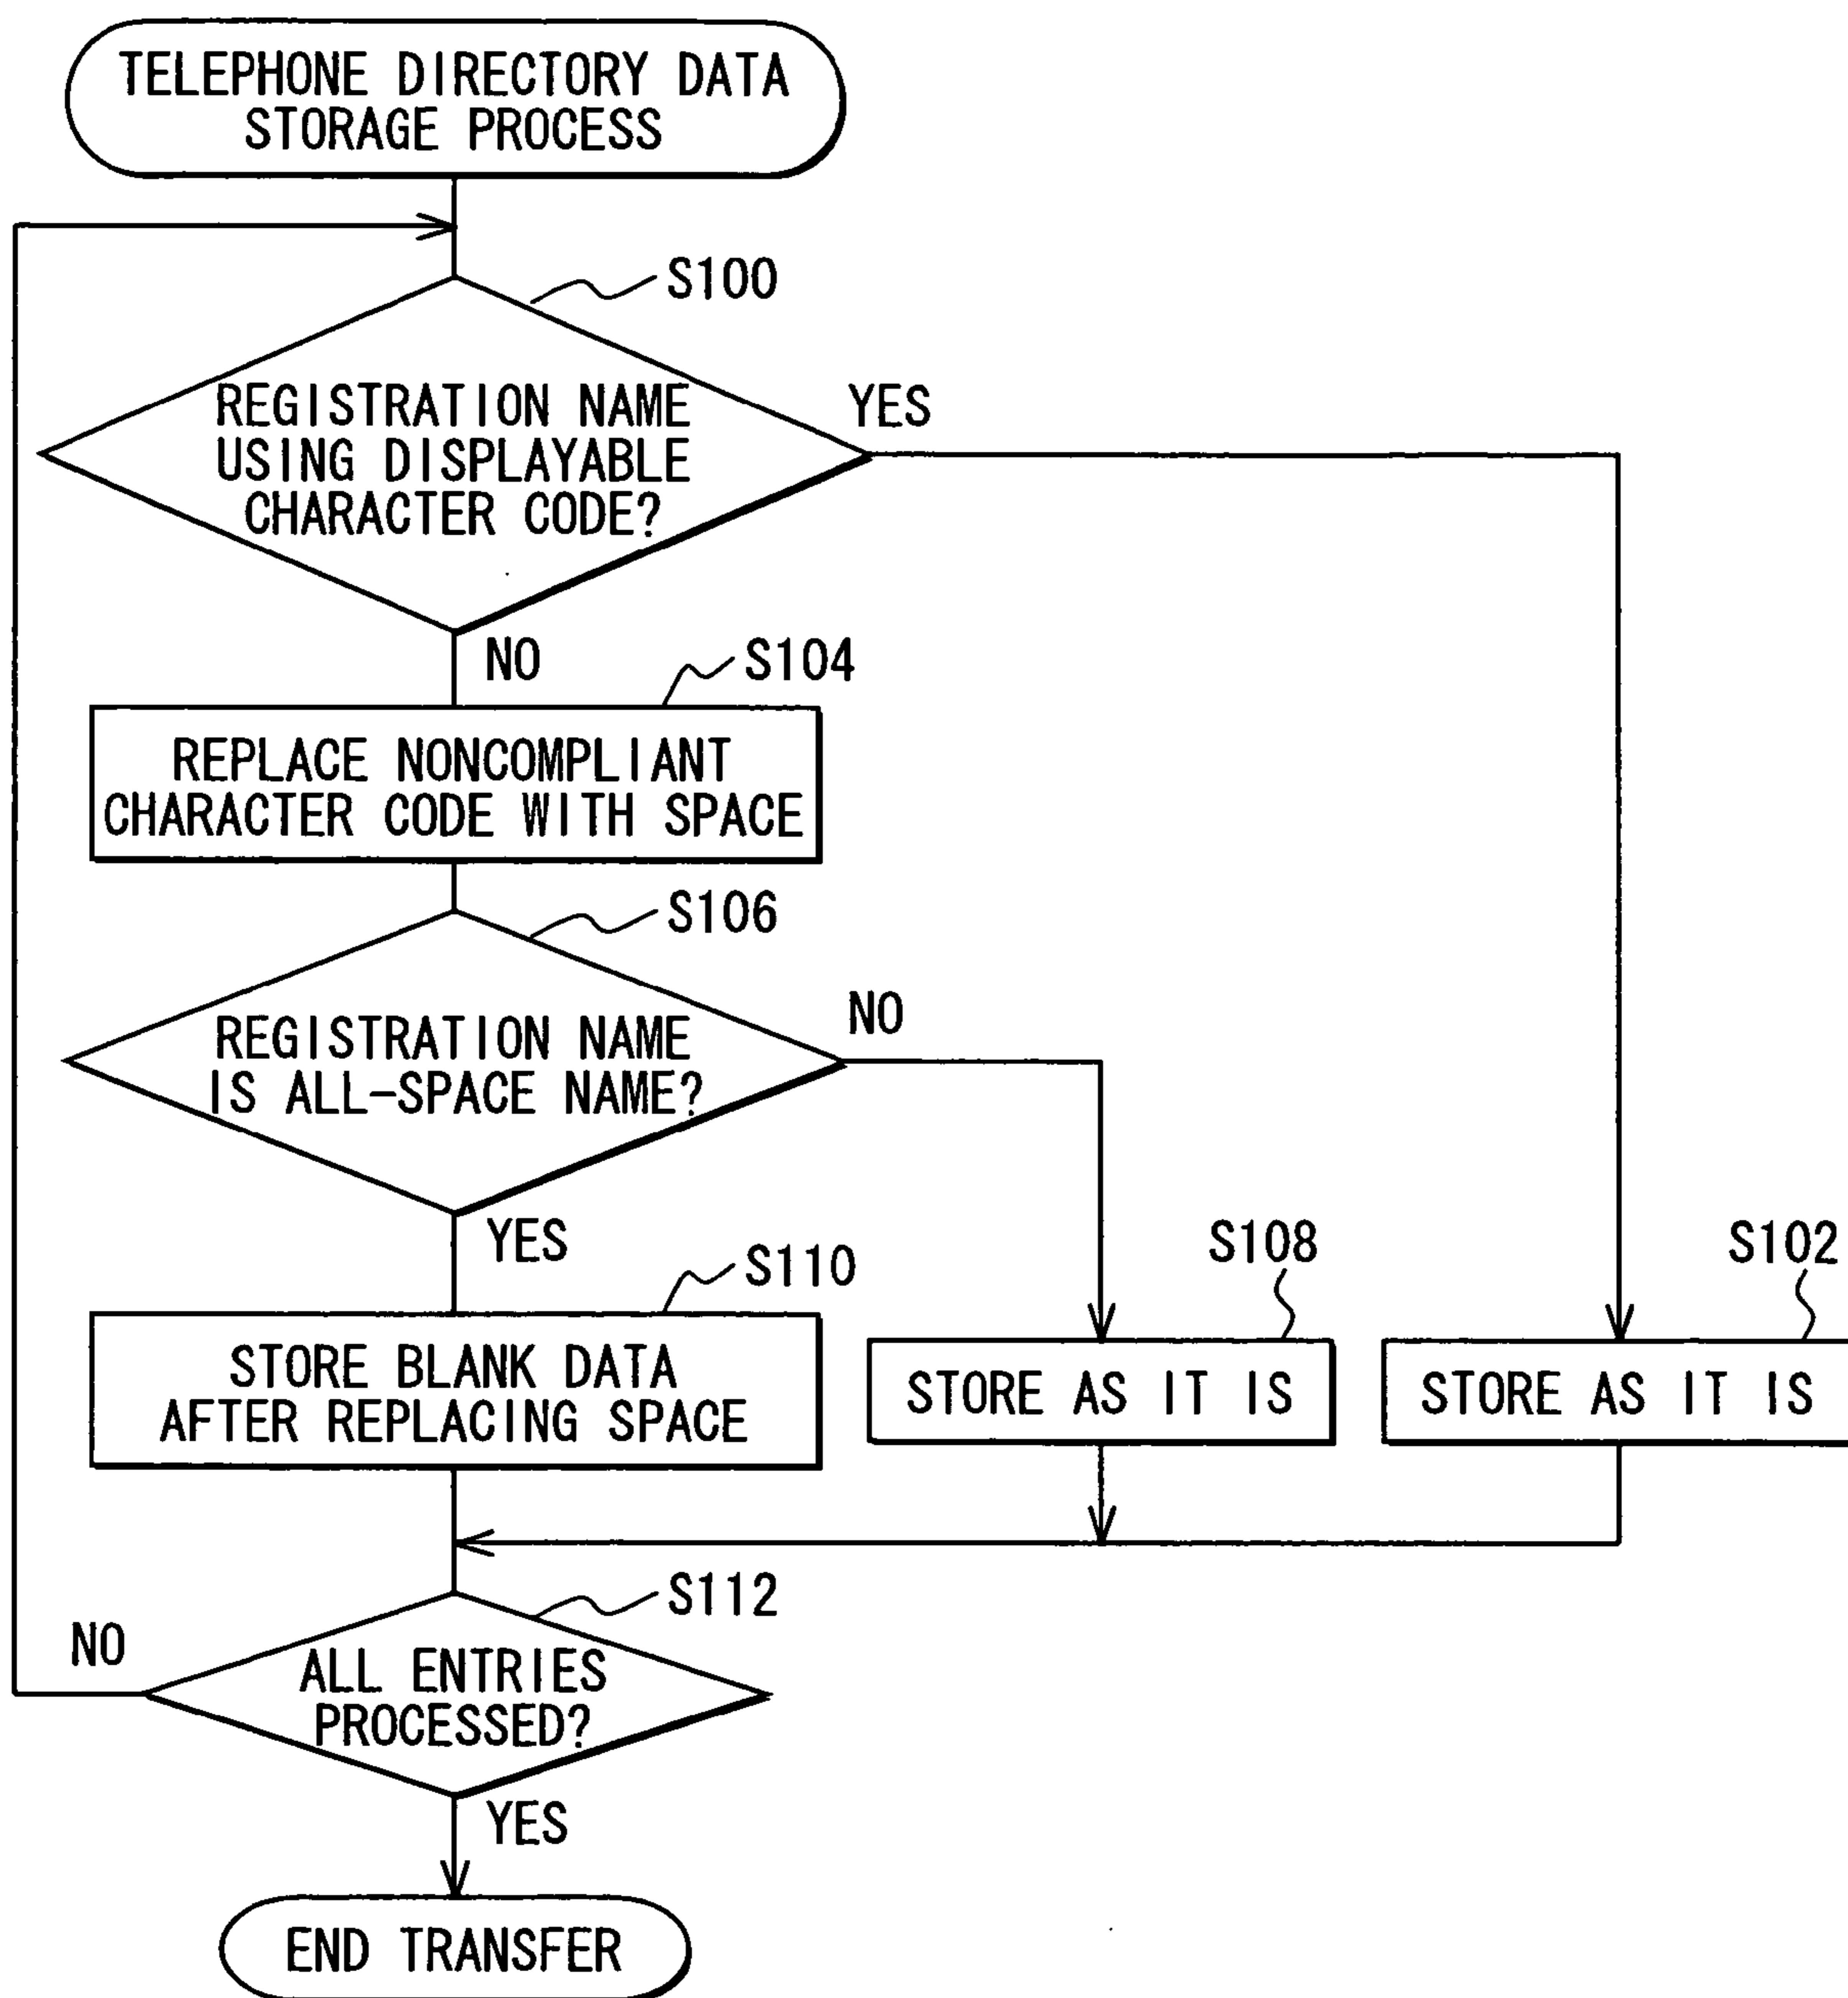 TELEPHONE DIRECTORY DATA
STORAGE PROCESS
S100
REGISTRATION NAME
USING DISPLAYABLE
CHARACTER CODE?
YES
NO
S104
REPLACE NONCOMPLIANT
CHARACTER CODE WITH SPACE
S106
REGISTRATION NAME
IS ALL-SPACE NAME?
NO
YES
S110
STORE BLANK DATA
AFTER REPLACING SPACE
S108
STORE AS IT IS
S102
STORE AS IT IS
S112
NO
ALL ENTRIES
PROCESSED?
YES
END TRANSFER